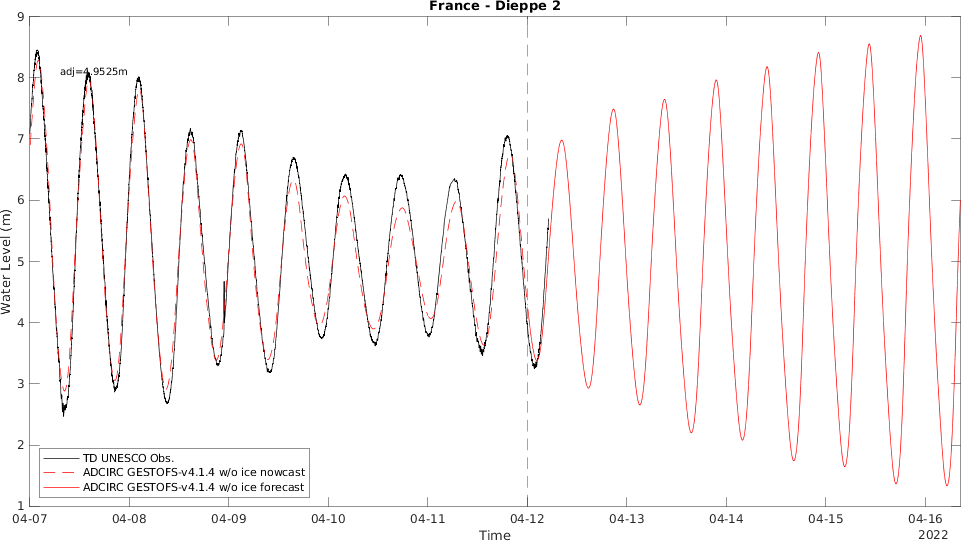 France - Dieppe 2
Water Level (m)
9
8
7
6
5
4
3
2
1
adj=4.9525m
TD UNESCO Obs.
ADCIRC GESTOFS-v4.1.4 w/o ice nowcast
ADCIRC GESTOFS-v4.1.4 w/o ice forecast
04-07 04-08 04-09 04-10 04-11 04-12 04-13 04-14 04-15 04-16
Time
2022